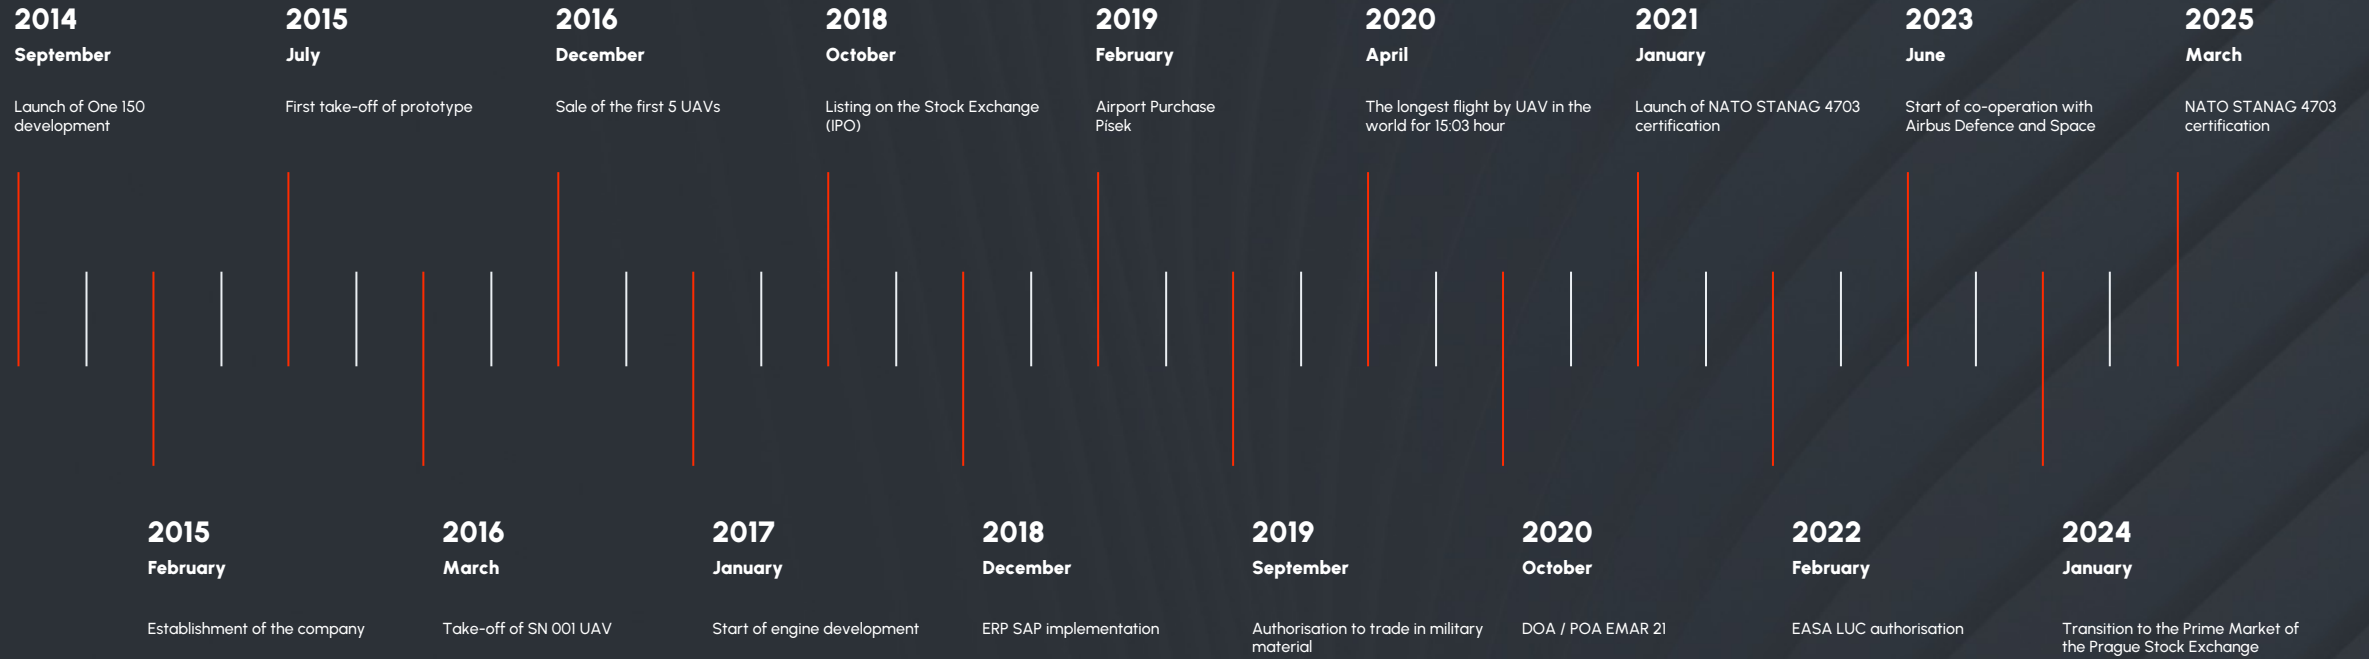 2014
September
Launch of One 150
development
2015
July
First take-off of prototype
2016
December
Sale of the first 5 UAVs
2018
October
Listing on the Stock Exchange
(IPO)
2019
February
Airport Purchase
Písek
2020
April
The longest flight by UAV in the
world for 15:03 hour
2021
January
Launch of NATO STANAG 4703
certification
2023
June
Start of co-operation with
Airbus Defence and Space
2025
March
NATO STANAG 4703
certification
2015
February
Establishment of the company
2016
March
Take-off of SN 001 UAV
2017
January
Start of engine development
2018
December
ERP SAP implementation
2019
September
Authorisation to trade in military
material
2020
October
DOA / POA EMAR 21
2022
February
EASA LUC authorisation
2024
January
Transition to the Prime Market of
the Prague Stock Exchange